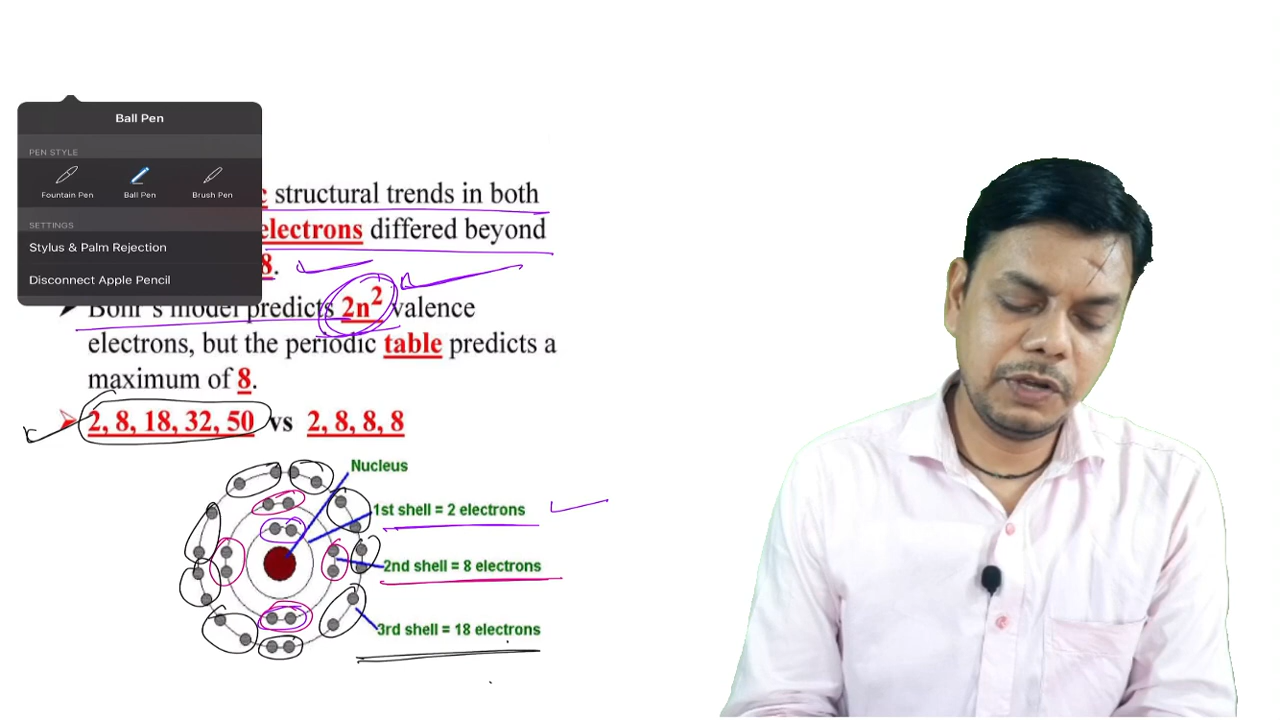 Ball Pen
PEN STYLE
Fountain Pen Ball Pen Brush Pen
SETTINGS
Stylus & Palm Rejection
Disconnect Apple Pencil
c structural trends in both
electrons differed beyond
8.
Bohr's model predicts 2n² valence
electrons, but the periodic table predicts a
maximum of 8.
2, 8, 18, 32, 50 vs 2, 8, 8, 8
Nucleus
1st shell = 2 electrons
2nd shell = 8 electrons
3rd shell = 18 electrons